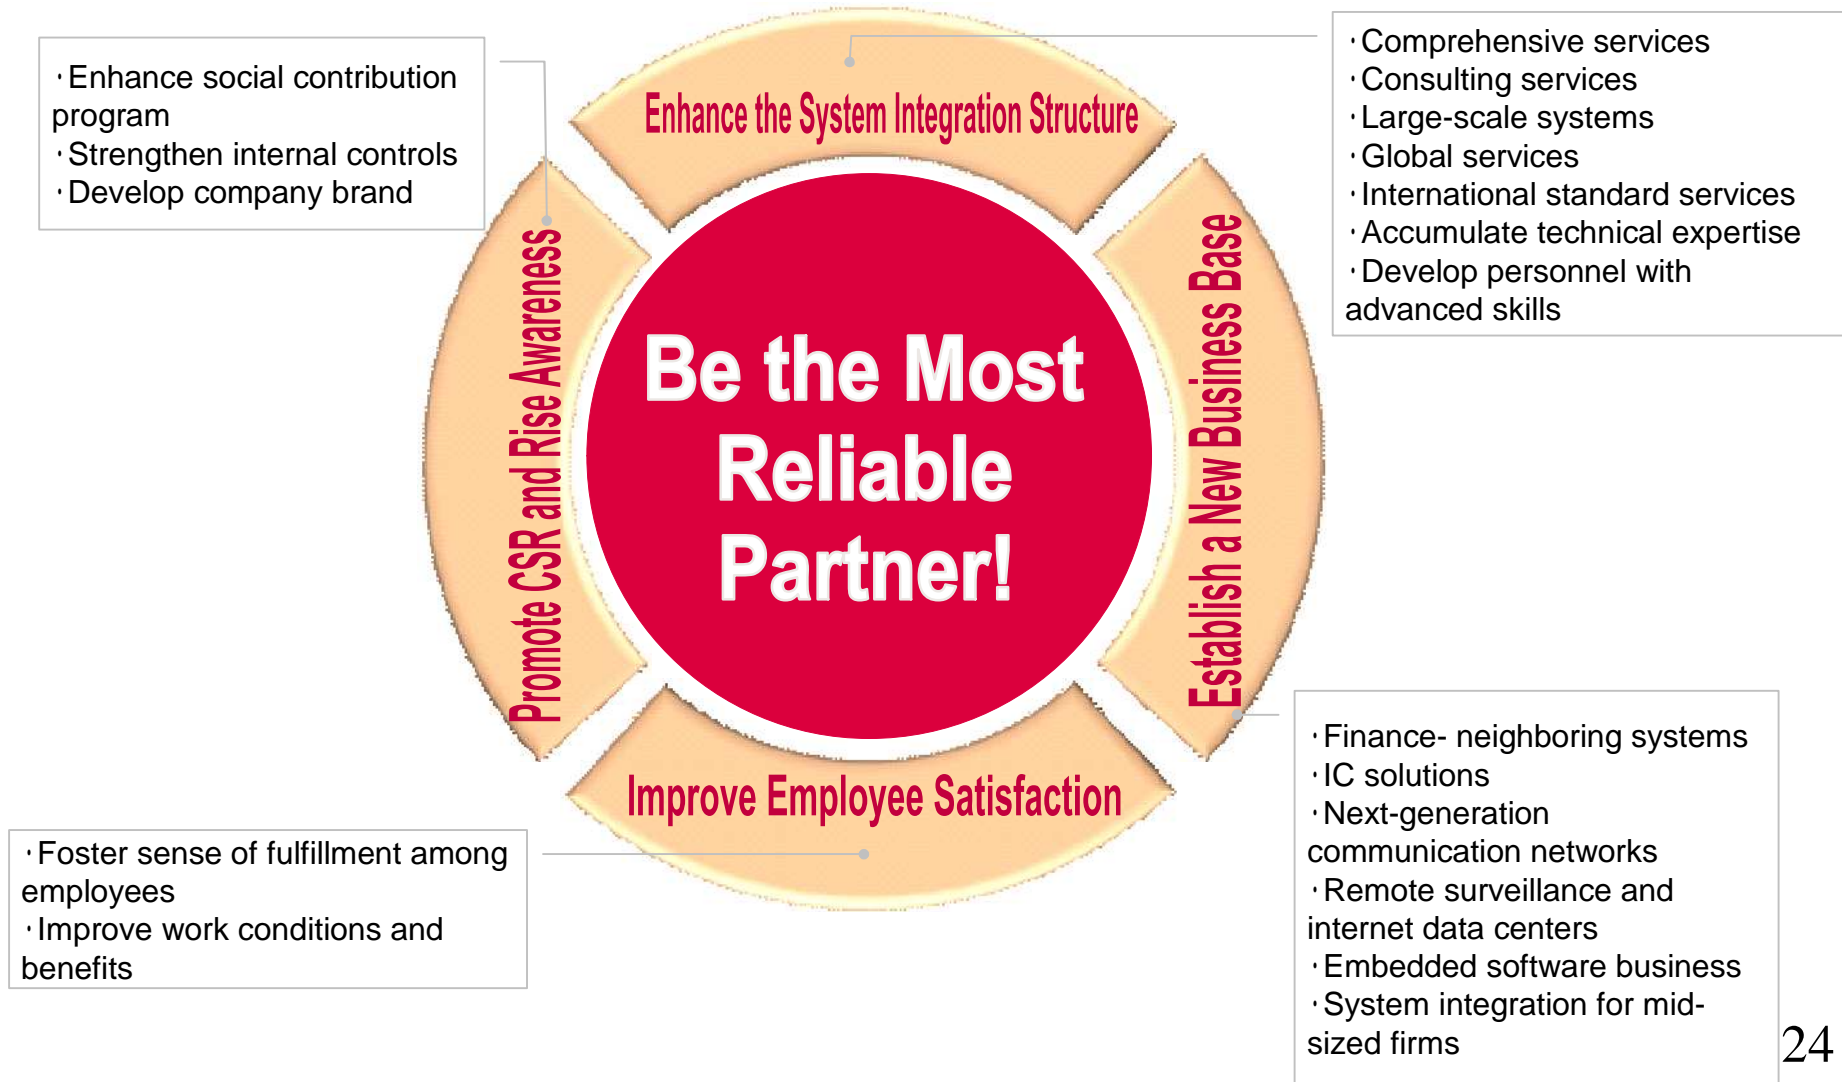 ·Enhance social contribution
program
·Strengthen internal controls
·Develop company brand
Enhance the System Integration Structure
·Comprehensive services
·Consulting services
·Large-scale systems
·Global services
·International standard services
·Accumulate technical expertise
·Develop personnel with
advanced skills
Promote CSR and Rise Awareness
Be the Most
Reliable
Partner!
Establish a New Business Base
Improve Employee Satisfaction
·Foster sense of fulfillment among
employees
·Improve work conditions and
benefits
·Finance- neighboring systems
·IC solutions
·Next-generation
communication networks
·Remote surveillance and
internet data centers
·Embedded software business
·System integration for mid-
sized firms
24